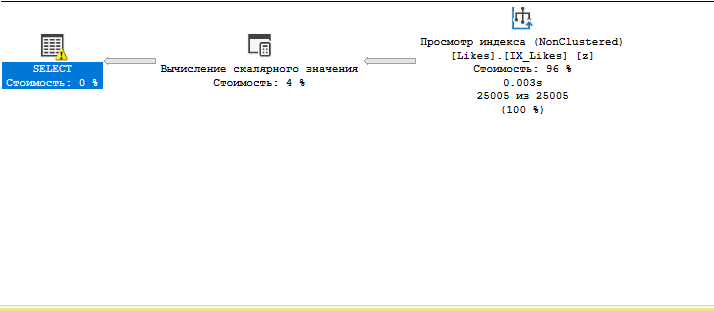 SELECT
Стоимость: 0 %
Вычисление скалярного значения
Стоимость: 4 %
Просмотр индекса (NonClustered)
[Likes].[IX_Likes] [z]
Стоимость: 96 %
0.003s
25005 из 25005
(100 %)